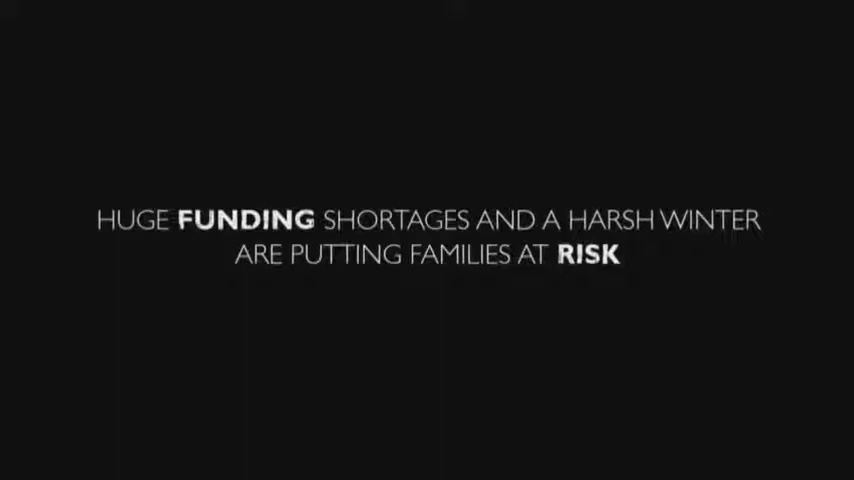 HUGE FUNDING SHORTAGES AND A HARSH WINTER
ARE PUTTING FAMILIES AT RISK